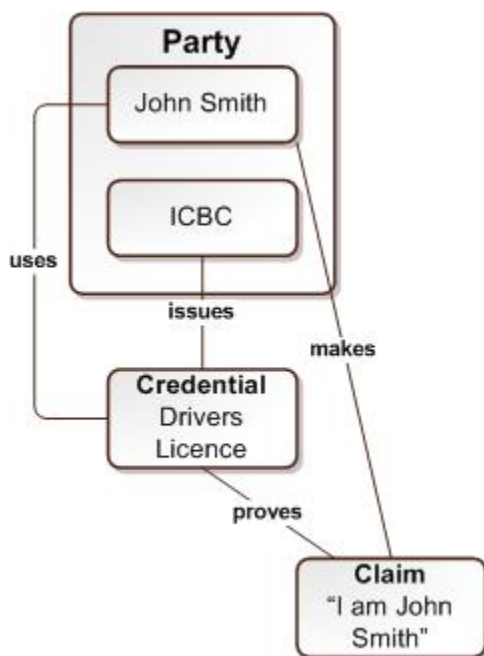 Party
John Smith
ICBC
uses
issues
makes
Credential
Drivers
Licence
proves
Claim
“I am John
Smith"